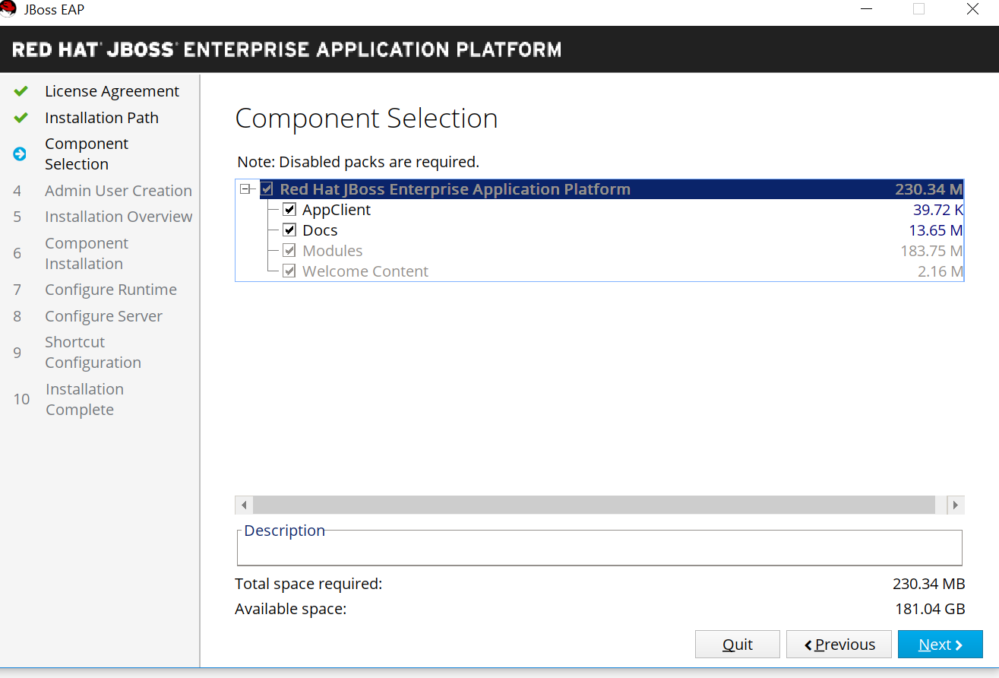 JBoss EAP
RED HAT® JBOSS® ENTERPRISE APPLICATION PLATFORM
License Agreement
Installation Path
Component
Selection
4 Admin User Creation
5 Installation Overview
6 Component
Installation
7 Configure Runtime
8 Configure Server
9 Shortcut
Configuration
10 Installation
Complete
Component Selection
Note: Disabled packs are required.
Red Hat JBoss Enterprise Application Platform 230.34 M
AppClient 39.72 K
Docs 13.65 M
Modules 183.75 M
Welcome Content 2.16 M
Description
Total space required: 230.34 MB
Available space: 181.04 GB
Quit
Previous
Next